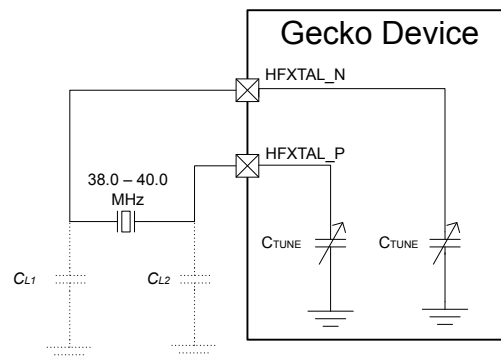 Gecko Device
HFXTAL_N
HFXTAL_P
38.0 – 40.0
MHz
CTUNE
CTUNE
CL1
CL2